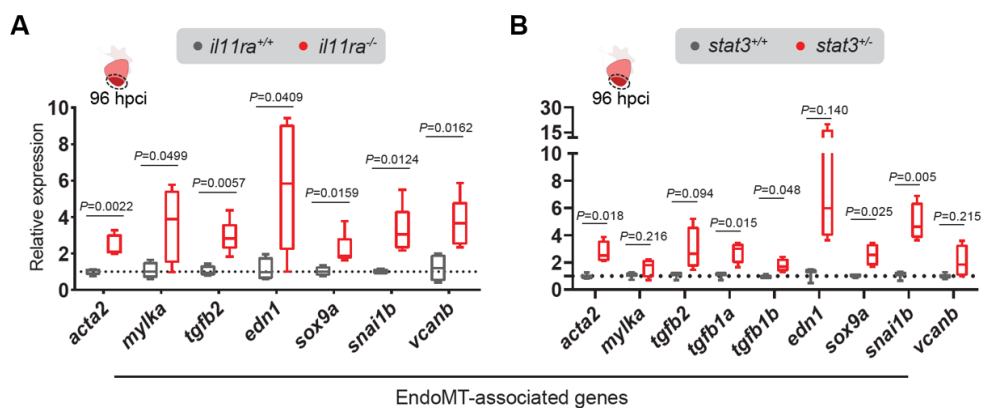 A
il11ra+/+ il11ra-/-
96 hpci
Relative expression
10
8
6
4
2
0
P=0.0022
P=0.0499
P=0.0057
P=0.0409
P=0.0159
P=0.0124
P=0.0162
acta2
mylka
tgfb2
edn1
sox9a
snai1b
vcanb
B
stat3+/+ stat3+/-
96 hpci
30
15
10
8
6
4
2
1
0
P=0.018
P=0.216
P=0.094
P=0.015
P=0.048
P=0.140
P=0.025
P=0.005
P=0.215
acta2
mylka
tgfb2
tgfb1a
tgfb1b
edn1
sox9a
snai1b
vcanb
EndoMT-associated genes